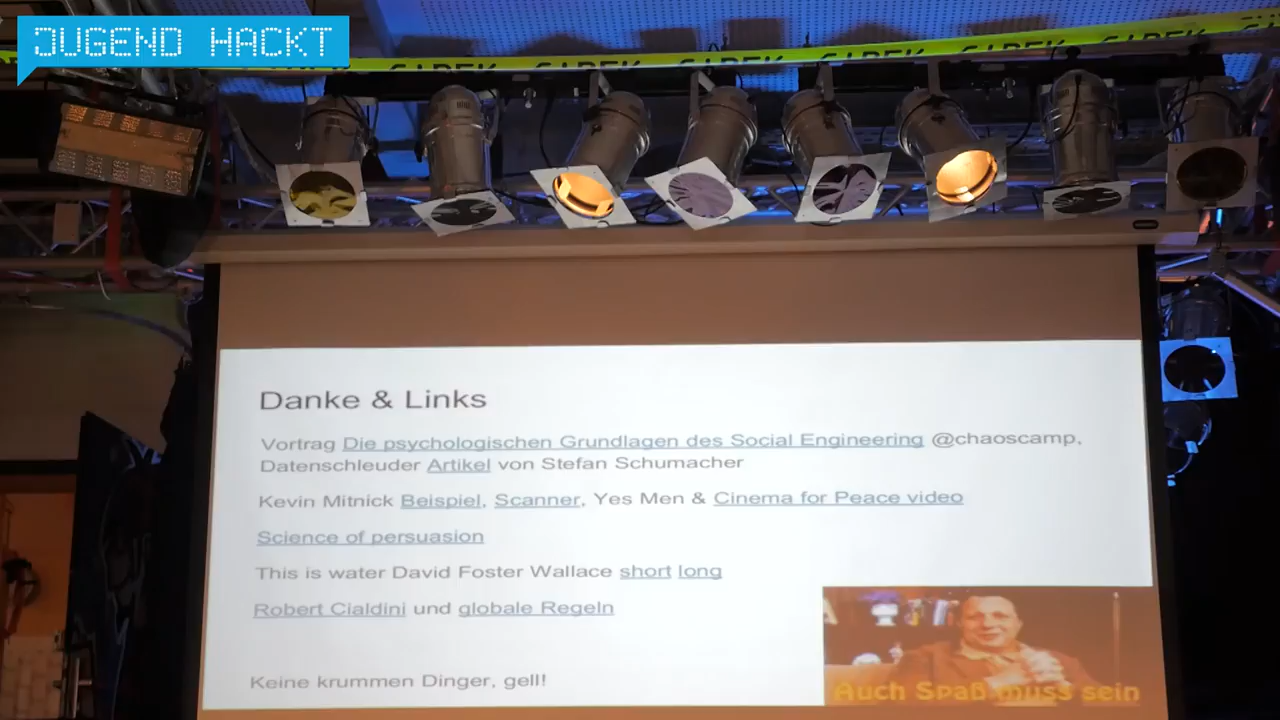 JUGEND HACKT
Danke & Links
Vortrag Die psychologischen Grundlagen des Social Engineering @chaoscamp,
Datenschleuder Artikel von Stefan Schumacher
Kevin Mitnick Beispiel, Scanner, Yes Men & Cinema for Peace video
Science of persuasion
This is water David Foster Wallace short long
Robert Cialdini und globale Regeln
Keine krummen Dinger, gell!
Auch Spaß muss sein